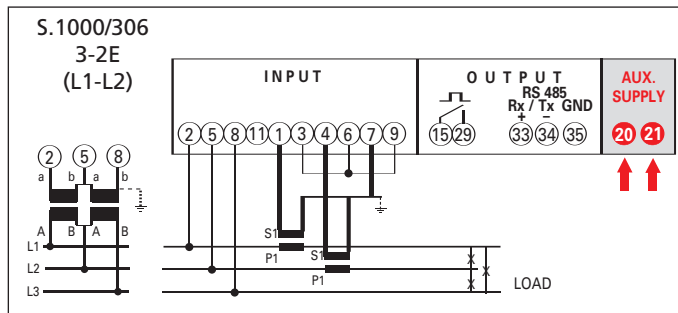 S.1000/306
3-2E
(L1-L2)
INPUT
OUTPUT
RS 485
Rx / Tx GND
+ –
AUX.
SUPPLY
2 5 8 11 1 3 4 6 7 9
15 29
33 34 35
20 21
2 5 8
a b a b
A B A B
S1
P1
S1
P1
L1
L2
L3
LOAD